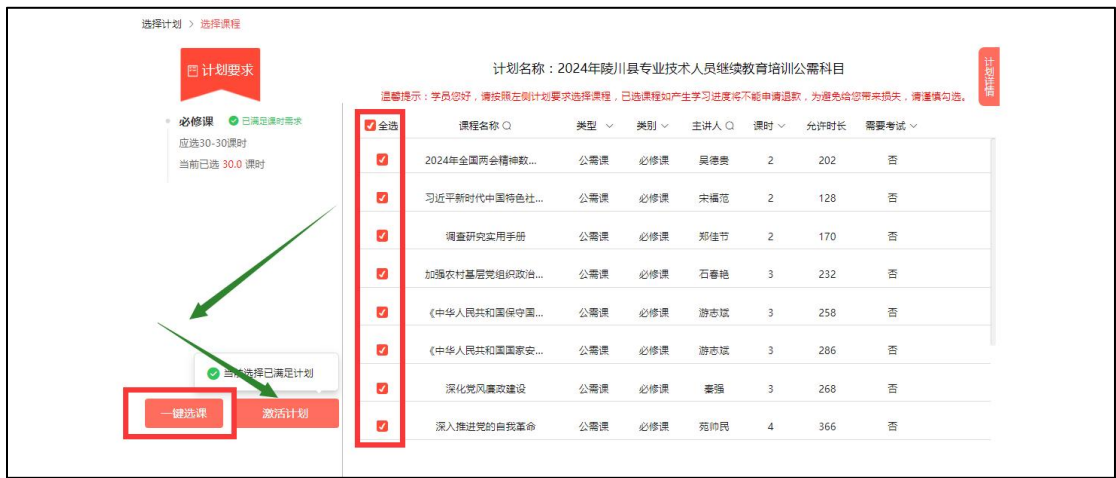 选择计划 > 选择课程
计划要求
计划名称：2024年陵川县专业技术人员继续教育培训公需科目
计划详情
温馨提示：学员您好，请按照左侧计划要求选择课程，已选课程如产生学习进度将不能申请退款，为避免给您带来损失，请谨慎勾选。
必修课 已满足课时需求
应选30-30课时
当前已选 30.0 课时
全选 课程名称 类型 类别 主讲人 课时 允许时长 需要考试
2024年全国两会精神数... 公需课 必修课 吴德贵 2 202 否
习近平新时代中国特色社... 公需课 必修课 宋福范 2 128 否
调查研究实用手册 公需课 必修课 郑佳节 2 170 否
加强农村基层党组织政治... 公需课 必修课 石春艳 3 232 否
《中华人民共和国保守国... 公需课 必修课 游志斌 3 258 否
《中华人民共和国国家安... 公需课 必修课 游志斌 3 286 否
深化党风廉政建设 公需课 必修课 秦强 3 268 否
深入推进党的自我革命 公需课 必修课 苑帅民 4 366 否
当前选择已满足计划
一键选课 激活计划